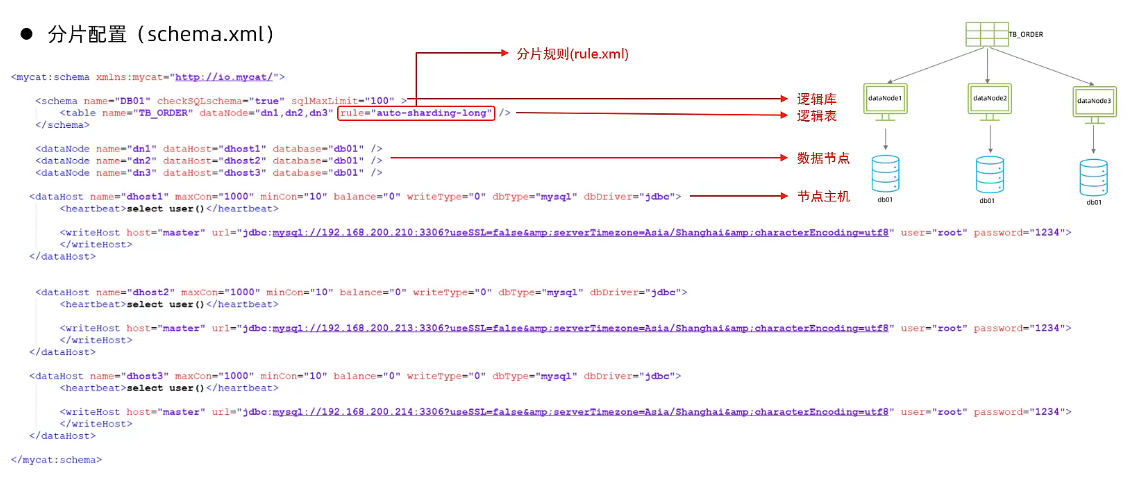 ● 分片配置（schema.xml）
分片规则(rule.xml)
<mycat:schema xmlns:mycat="http://io.mycat/">
<schema name="DB01" checkSQLschema="true" sqlMaxLimit="100" >
逻辑库
<table name="TB_ORDER" dataNode="dn1,dn2,dn3" rule="auto-sharding-long" />
逻辑表
</schema>
<dataNode name="dn1" dataHost="dhost1" database="db01" />
<dataNode name="dn2" dataHost="dhost2" database="db01" />
数据节点
<dataNode name="dn3" dataHost="dhost3" database="db01" />
<dataHost name="dhost1" maxCon="1000" minCon="10" balance="0" writeType="0" dbType="mysql" dbDriver="jdbc">
节点主机
<heartbeat>select user()</heartbeat>
<writeHost host="master" url="jdbc:mysql://192.168.200.210:3306?useSSL=false&amp;serverTimezone=Asia/Shanghai&amp;characterEncoding=utf8" user="root" password="1234">
</writeHost>
</dataHost>
<dataHost name="dhost2" maxCon="1000" minCon="10" balance="0" writeType="0" dbType="mysql" dbDriver="jdbc">
<heartbeat>select user()</heartbeat>
<writeHost host="master" url="jdbc:mysql://192.168.200.213:3306?useSSL=false&amp;serverTimezone=Asia/Shanghai&amp;characterEncoding=utf8" user="root" password="1234">
</writeHost>
</dataHost>
<dataHost name="dhost3" maxCon="1000" minCon="10" balance="0" writeType="0" dbType="mysql" dbDriver="jdbc">
<heartbeat>select user()</heartbeat>
<writeHost host="master" url="jdbc:mysql://192.168.200.214:3306?useSSL=false&amp;serverTimezone=Asia/Shanghai&amp;characterEncoding=utf8" user="root" password="1234">
</writeHost>
</dataHost>
</mycat:schema>
TB_ORDER
dataNode1
dataNode2
dataNode3
db01
db01
db01